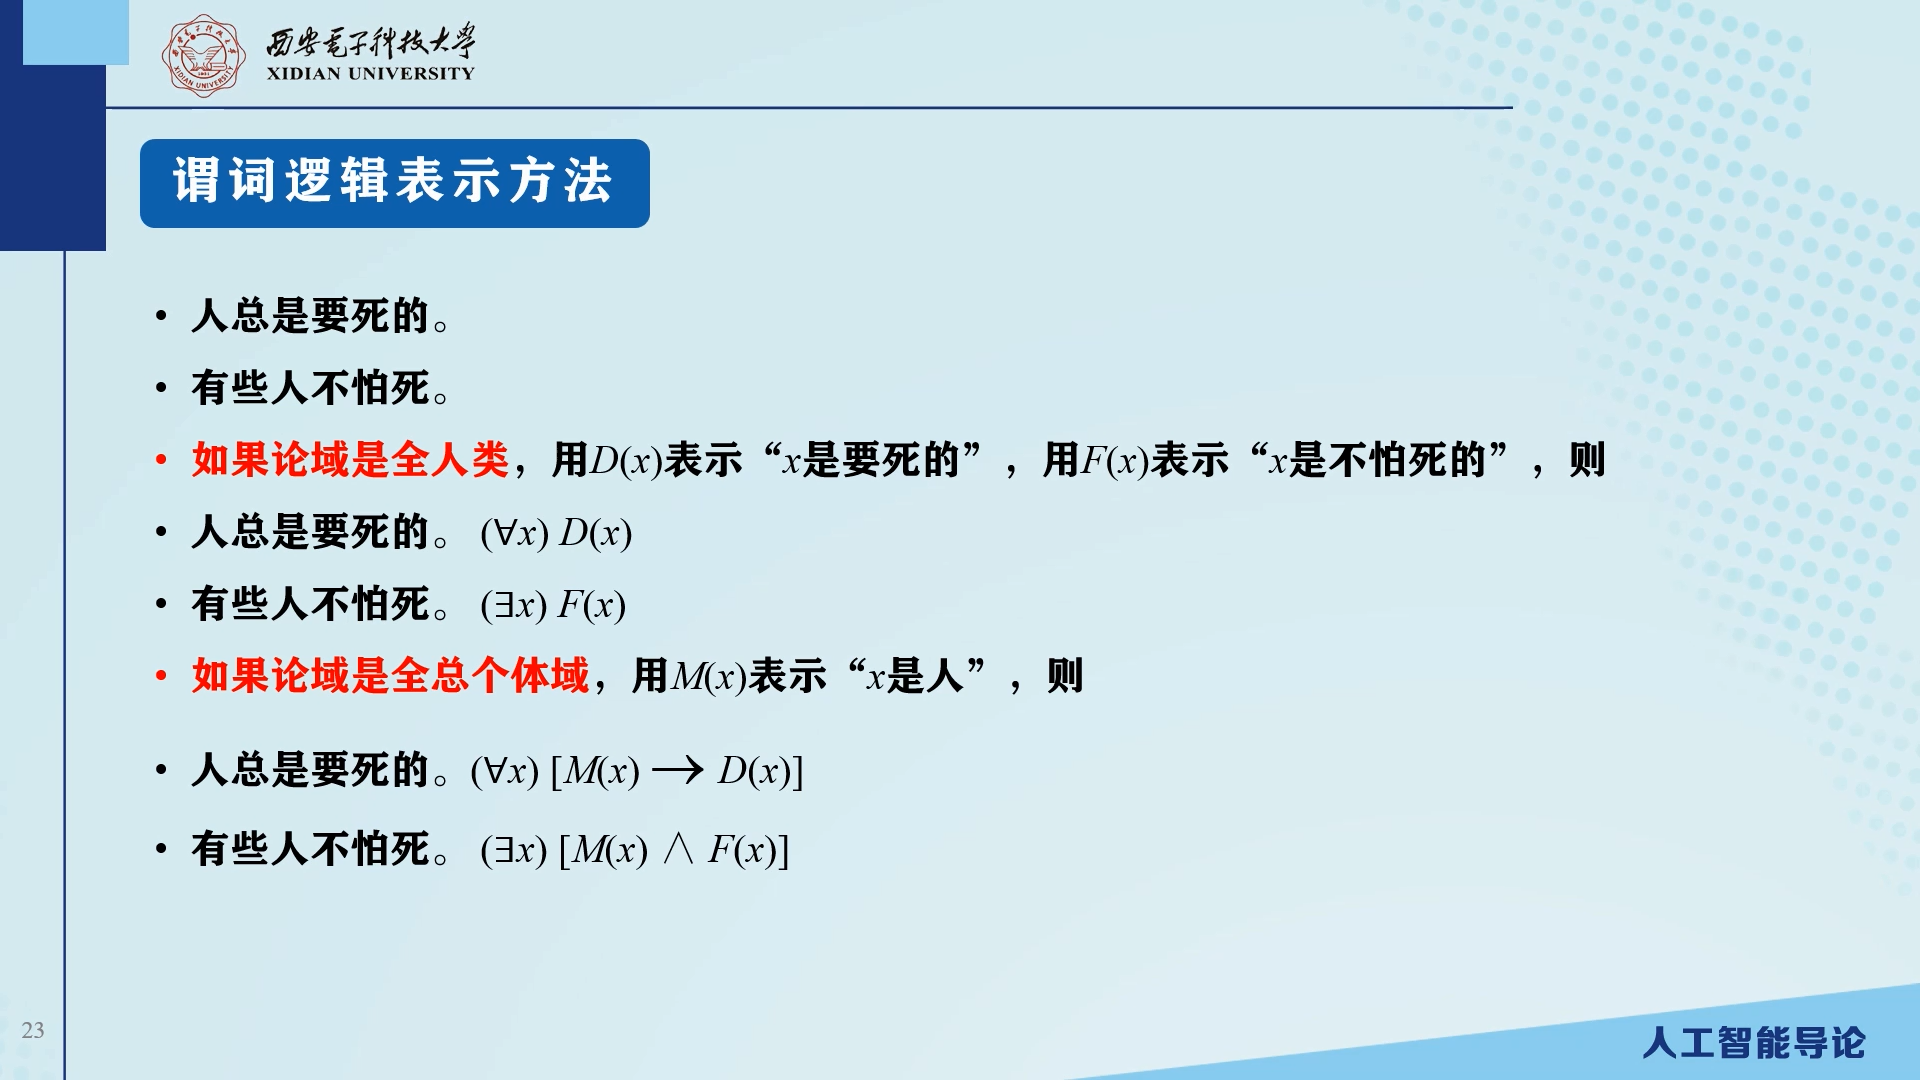 西安电子科技大学
XIDIAN UNIVERSITY
谓词逻辑表示方法
• 人总是要死的。
• 有些人不怕死。
• 如果论域是全人类，用D(x)表示“x是要死的”，用F(x)表示“x是不怕死的”，则
• 人总是要死的。 (∀x) D(x)
• 有些人不怕死。 (∃x) F(x)
• 如果论域是全总个体域，用M(x)表示“x是人”，则
• 人总是要死的。(∀x) [M(x) → D(x)]
• 有些人不怕死。 (∃x) [M(x) ∧ F(x)]
23
人工智能导论